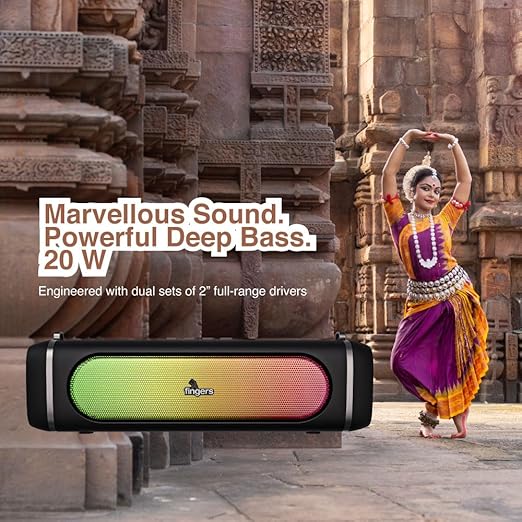 Marvellous Sound.
Powerful Deep Bass.
20 W
Engineered with dual sets of 2” full-range drivers
fingers